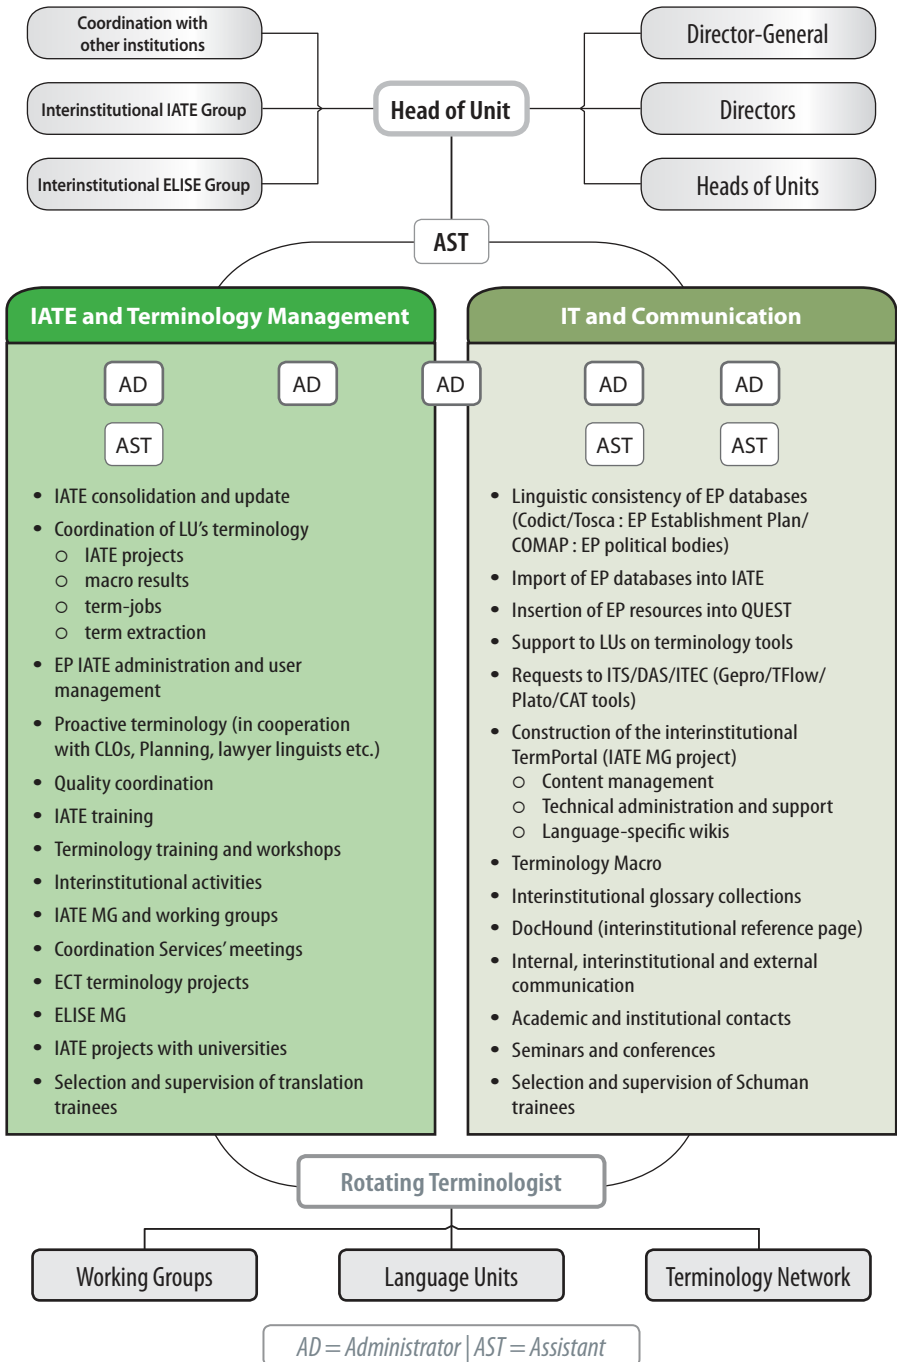 Coordination with
other institutions
Interinstitutional IATE Group
Interinstitutional ELISE Group
Head of Unit
Director-General
Directors
Heads of Units
AST
IATE and Terminology Management
AD
AD
AD
AST
• IATE consolidation and update
• Coordination of LU's terminology
○ IATE projects
○ macro results
○ term-jobs
○ term extraction
• EP IATE administration and user
management
• Proactive terminology (in cooperation
with CLOs, Planning, lawyer linguists etc.)
• Quality coordination
• IATE training
• Terminology training and workshops
• Interinstitutional activities
• IATE MG and working groups
• Coordination Services' meetings
• ECT terminology projects
• ELISE MG
• IATE projects with universities
• Selection and supervision of translation
trainees
IT and Communication
AD
AD
AST
AST
• Linguistic consistency of EP databases
(Codict/Tosca : EP Establishment Plan/
COMAP : EP political bodies)
• Import of EP databases into IATE
• Insertion of EP resources into QUEST
• Support to LUs on terminology tools
• Requests to ITS/DAS/ITEC (Gepro/TFlow/
Plato/CAT tools)
• Construction of the interinstitutional
TermPortal (IATE MG project)
○ Content management
○ Technical administration and support
○ Language-specific wikis
• Terminology Macro
• Interinstitutional glossary collections
• DocHound (interinstitutional reference page)
• Internal, interinstitutional and external
communication
• Academic and institutional contacts
• Seminars and conferences
• Selection and supervision of Schuman
trainees
Rotating Terminologist
Working Groups
Language Units
Terminology Network
AD = Administrator | AST = Assistant